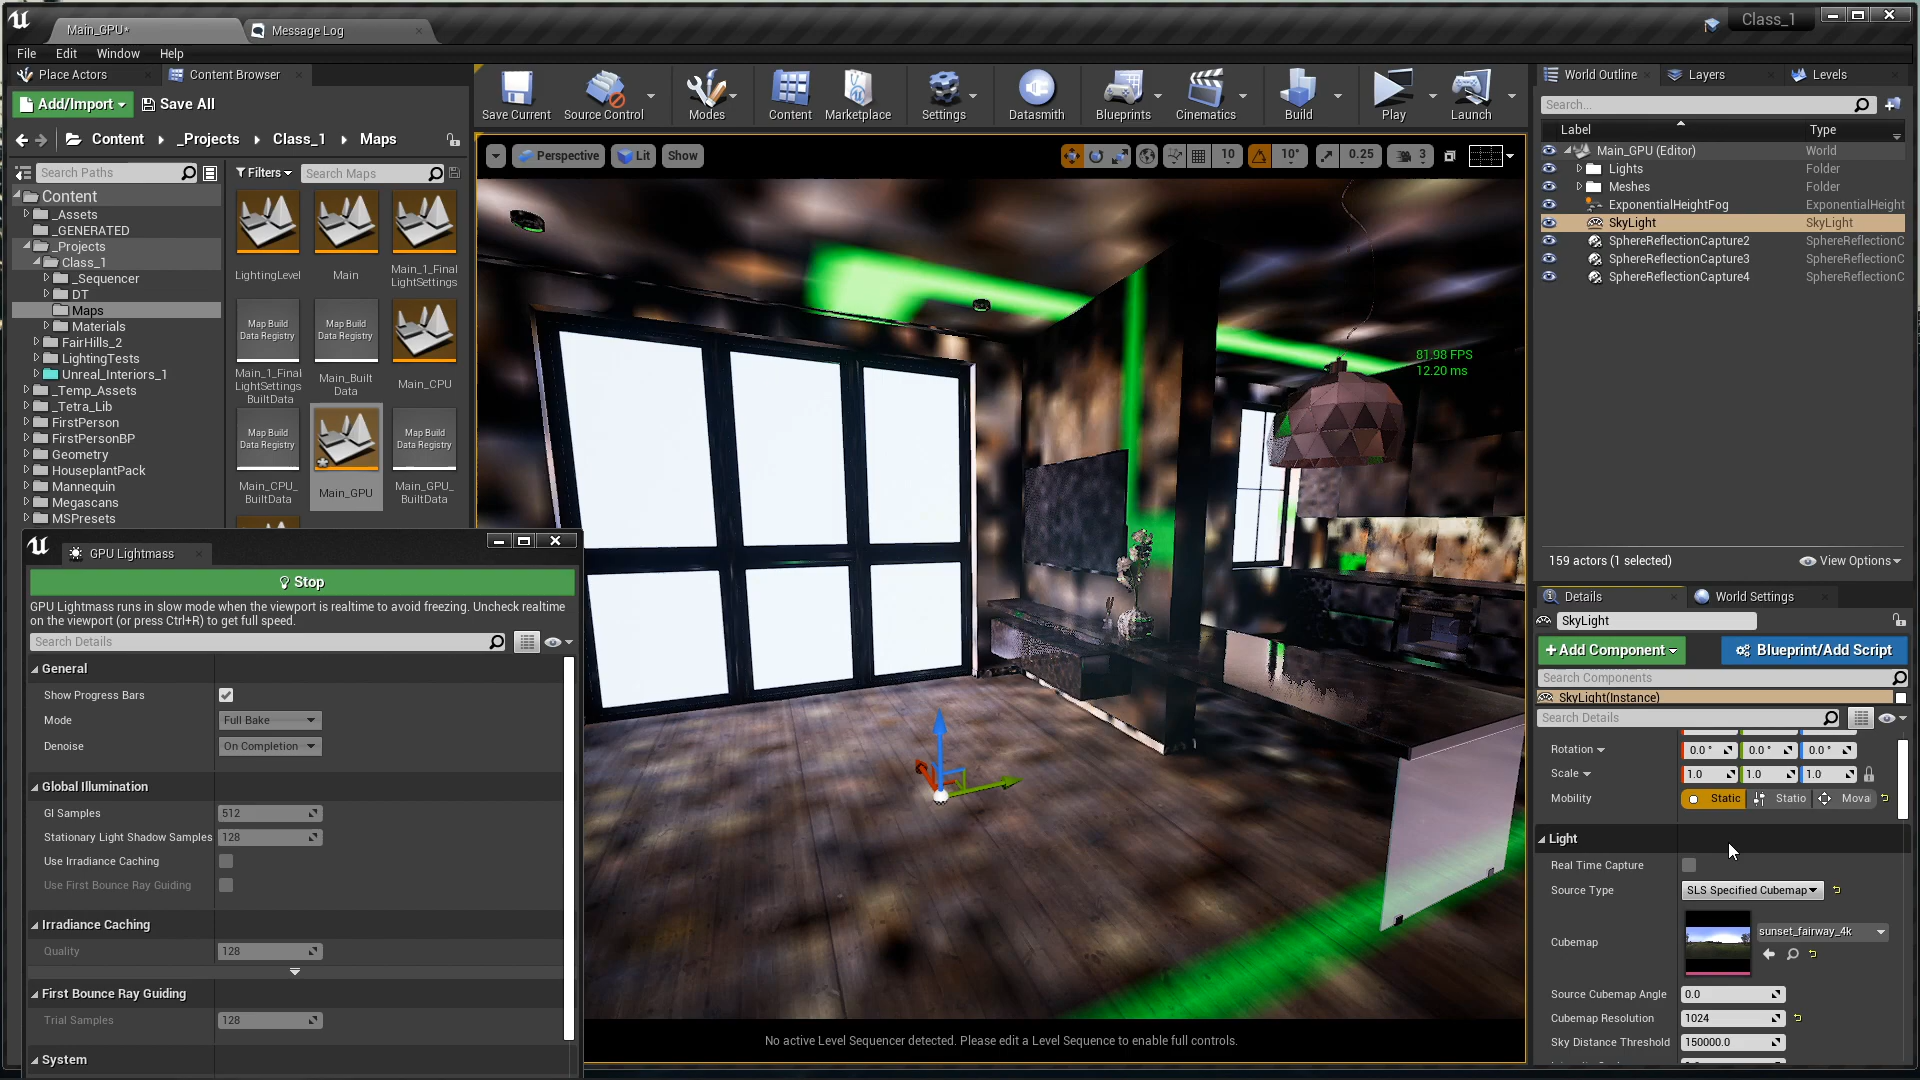 Main_GPU*
Message Log
Class_1
File Edit Window Help
Place Actors
Content Browser
Add/Import
Save All
Content
_Projects
Class_1
Maps
Search Paths
Filters
Search Maps
Content
_Assets
_GENERATED
_Projects
Class_1
_Sequencer
DT
Maps
Materials
FairHills_2
LightingTests
Unreal_Interiors_1
_Temp_Assets
_Tetra_Lib
FirstPerson
FirstPersonBP
Geometry
HouseplantPack
Mannequin
Megascans
MSPresets
LightingLevel
Main
Main_1_Final
LightSettings
Map Build
Data Registry
Map Build
Data Registry
Main_1_Final
LightSettings
BuiltData
Main_Built
Data
Main_CPU
Map Build
Data Registry
Map Build
Data Registry
Main_CPU_
BuiltData
Main_GPU
Main_GPU_
BuiltData
Save Current
Source Control
Modes
Content
Marketplace
Settings
Datasmith
Blueprints
Cinematics
Build
Play
Launch
Perspective
Lit
Show
10
10°
0.25
3
81.98 FPS
12.20 ms
No active Level Sequencer detected. Please edit a Level Sequence to enable full controls.
GPU Lightmass
Stop
GPU Lightmass runs in slow mode when the viewport is realtime to avoid freezing. Uncheck realtime
on the viewport (or press Ctrl+R) to get full speed.
Search Details
General
Show Progress Bars
Mode Full Bake
Denoise On Completion
Global Illumination
GI Samples 512
Stationary Light Shadow Samples 128
Use Irradiance Caching
Use First Bounce Ray Guiding
Irradiance Caching
Quality 128
First Bounce Ray Guiding
Trial Samples 128
System
World Outline
Layers
Levels
Search...
Label Type
Main_GPU (Editor) World
Lights Folder
Meshes Folder
ExponentialHeightFog ExponentialHeight
SkyLight SkyLight
SphereReflectionCapture2 SphereReflectionC
SphereReflectionCapture3 SphereReflectionC
SphereReflectionCapture4 SphereReflectionC
159 actors (1 selected)
View Options
Details
World Settings
SkyLight
+Add Component
Blueprint/Add Script
Search Components
SkyLight(Instance)
Search Details
Rotation 0.0° 0.0° 0.0°
Scale 1.0 1.0 1.0
Mobility Static Statio Mova
Light
Real Time Capture
Source Type SLS Specified Cubemap
Cubemap sunset_fairway_4k
Source Cubemap Angle 0.0
Cubemap Resolution 1024
Sky Distance Threshold 150000.0